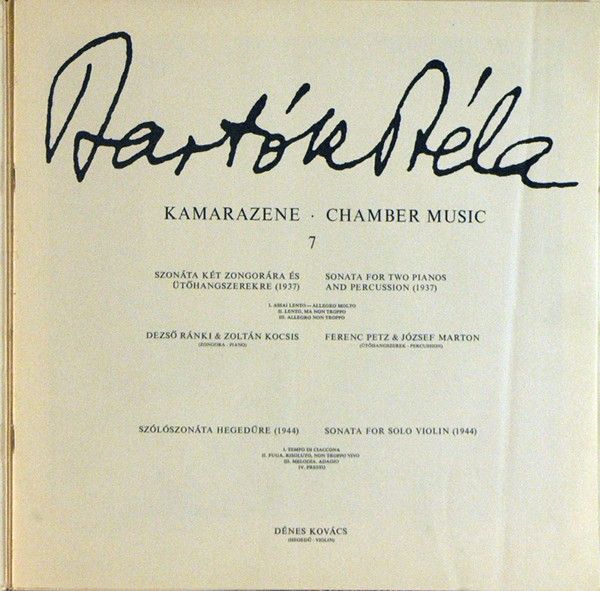 Bartók Béla
KAMARAZENE · CHAMBER MUSIC
7
SZONÁTA KÉT ZONGORÁRA ÉS
ÜTŐHANGSZEREKRE (1937)
SONATA FOR TWO PIANOS
AND PERCUSSION (1937)
I. ASSAI LENTO — ALLEGRO MOLTO
II. LENTO, MA NON TROPPO
III. ALLEGRO NON TROPPO
DEZSŐ RÁNKI & ZOLTÁN KOCSIS
(ZONGORA · PIANO)
FERENC PETZ & JÓZSEF MARTON
(ÜTŐHANGSZEREK · PERCUSSION)
SZÓLÓSZONÁTA HEGEDŰRE (1944)
SONATA FOR SOLO VIOLIN (1944)
I. TEMPO DI CIACCONA
II. FUGA, RISOLUTO, NON TROPPO VIVO
III. MELODIA, ADAGIO
IV. PRESTO
DÉNES KOVÁCS
(HEGEDŰ · VIOLIN)